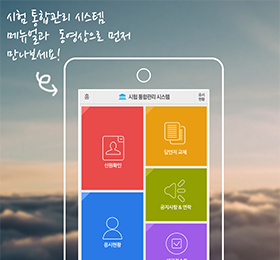 시험 통합관리 시스템
메뉴얼과 동영상으로 먼저
만나보세요!
홈
시험 통합관리 시스템
응시
현황
신원확인
답안지 교체
공지사항 & 연락
응시현황